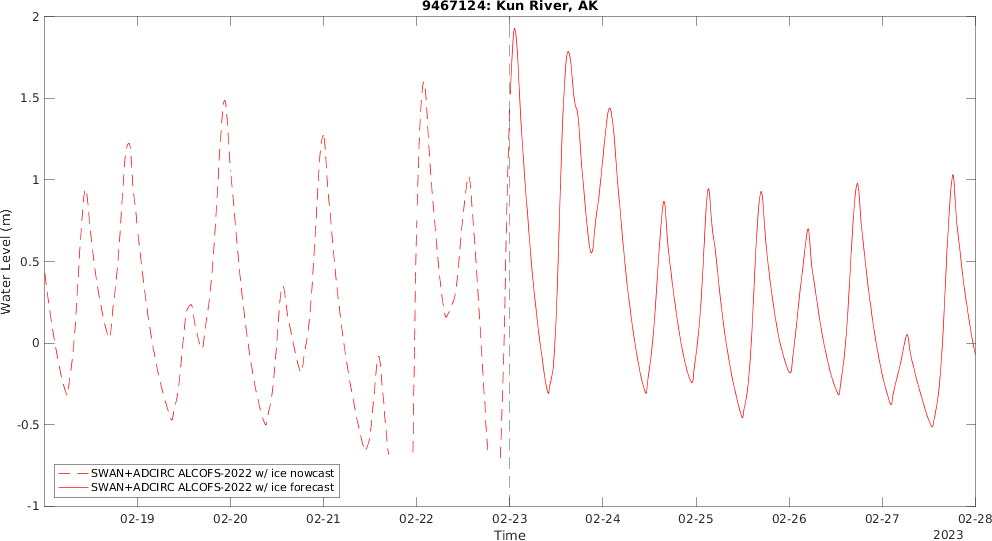 9467124: Kun River, AK
Water Level (m)
2
1.5
1
0.5
0
-0.5
-1
SWAN+ADCIRC ALCOFS-2022 w/ ice nowcast
SWAN+ADCIRC ALCOFS-2022 w/ ice forecast
02-19 02-20 02-21 02-22 02-23 02-24 02-25 02-26 02-27 02-28
Time
2023